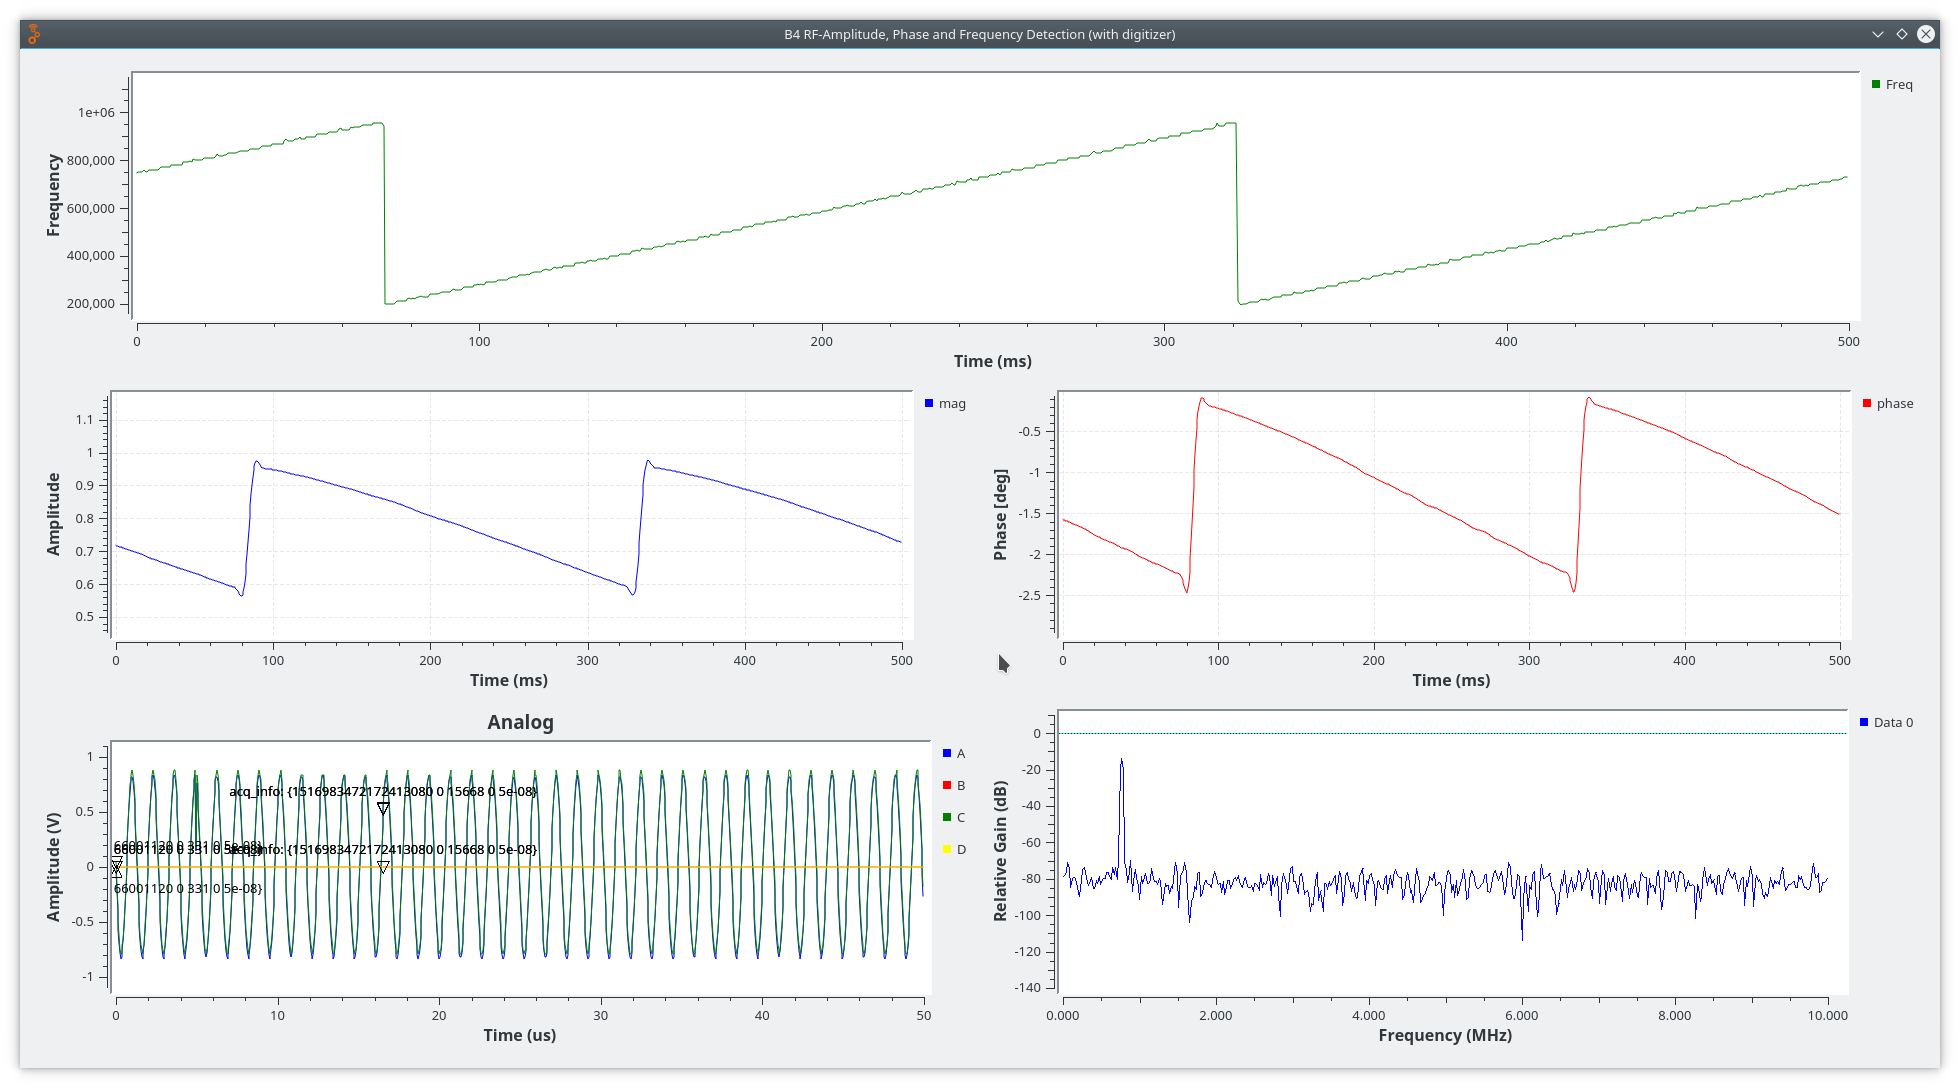 B4 RF-Amplitude, Phase and Frequency Detection (with digitizer)
Frequency
1e+06
800,000
600,000
400,000
200,000
0 100 200 300 400 500
Time (ms)
Freq
Amplitude
1.1
1
0.9
0.8
0.7
0.6
0.5
0 100 200 300 400 500
Time (ms)
mag
Phase [deg]
-0.5
-1
-1.5
-2
-2.5
0 100 200 300 400 500
Time (ms)
phase
Analog
Amplitude (V)
1
0.5
0
-0.5
-1
acq_info: {1516983472172413080 0 15668 0 5e-08}
66001120 0 331 0 5e-08}
acq_info: {1516983472172413080 0 15668 0 5e-08}
66001120 0 331 0 5e-08}
66001120 0 331 0 5e-08}
0 10 20 30 40 50
Time (us)
A
B
C
D
Relative Gain (dB)
0
-20
-40
-60
-80
-100
-120
-140
0.000 2.000 4.000 6.000 8.000 10.000
Frequency (MHz)
Data 0